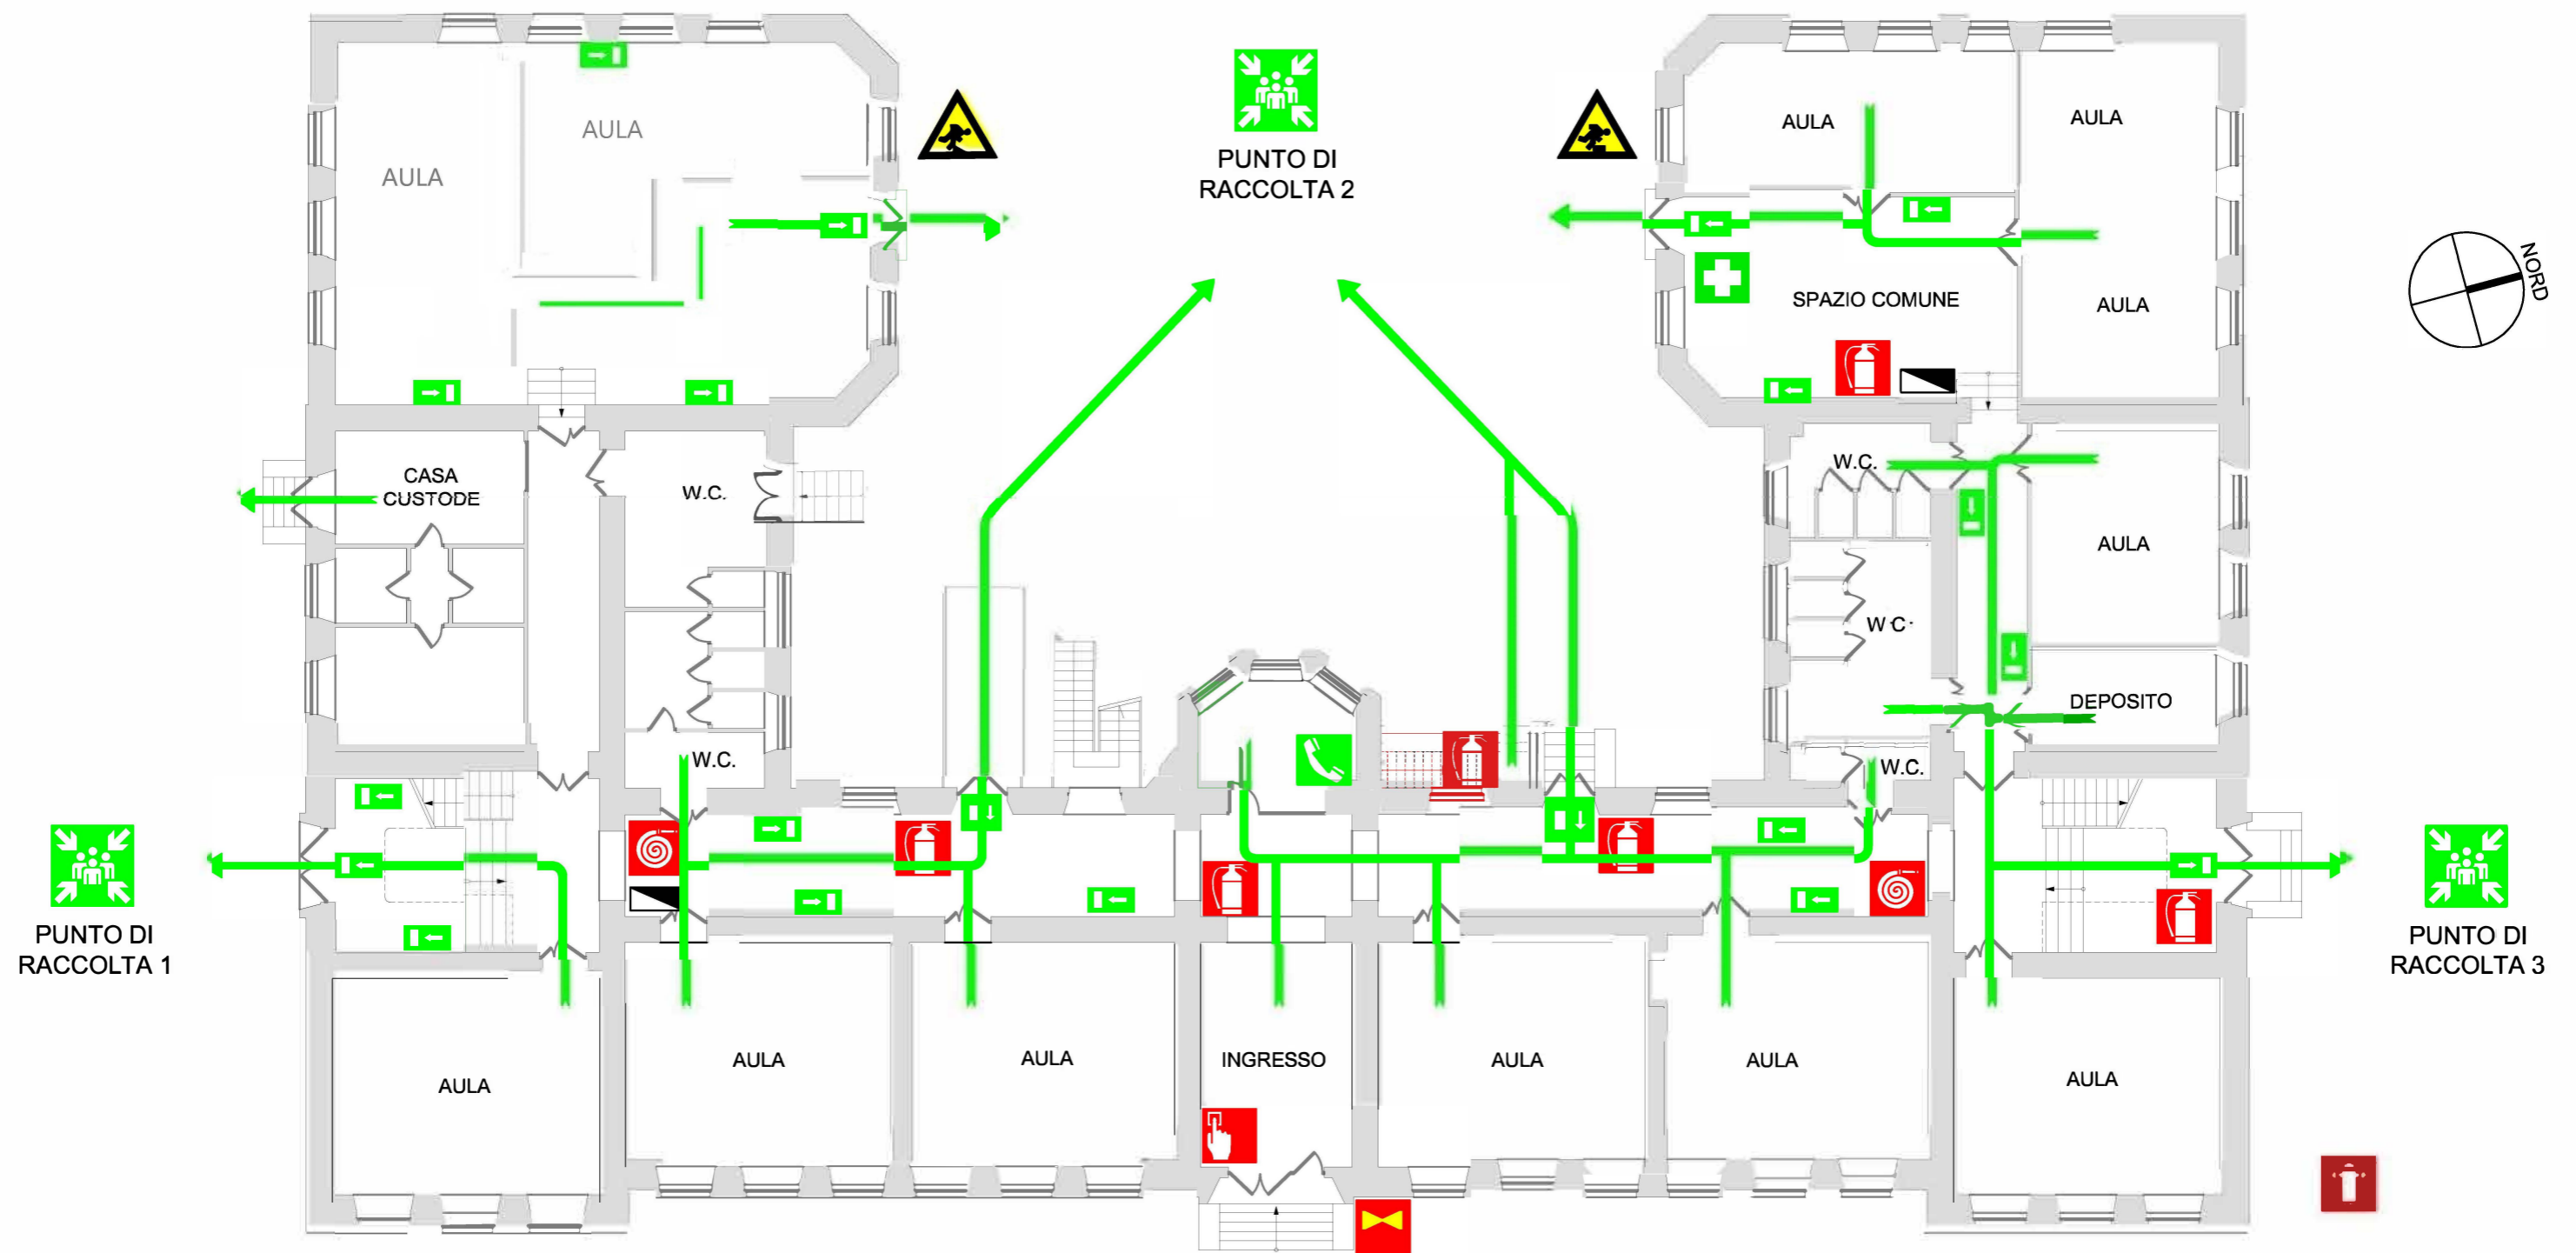 AULA
AULA
PUNTO DI
RACCOLTA 2
AULA
AULA
NORD
SPAZIO COMUNE
AULA
CASA
CUSTODE
W.C.
W.C.
AULA
W.C.
DEPOSITO
W.C.
W.C.
PUNTO DI
RACCOLTA 1
PUNTO DI
RACCOLTA 3
AULA
AULA
AULA
INGRESSO
AULA
AULA
AULA